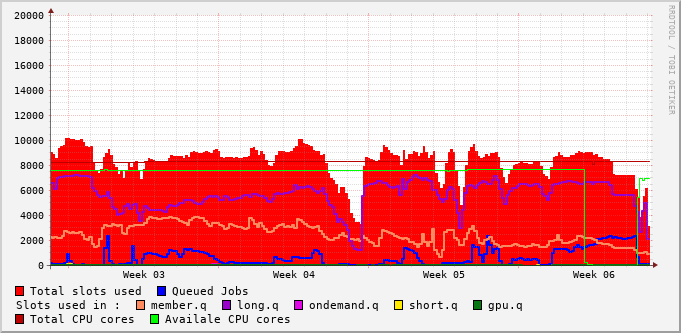 20000
18000
16000
14000
12000
10000
8000
6000
4000
2000
0
Week 03 Week 04 Week 05 Week 06
Total slots used Queued Jobs
Slots used in : member.q long.q ondemand.q short.q gpu.q
Total CPU cores Availale CPU cores
RRDTOOL / TOBI OETIKER